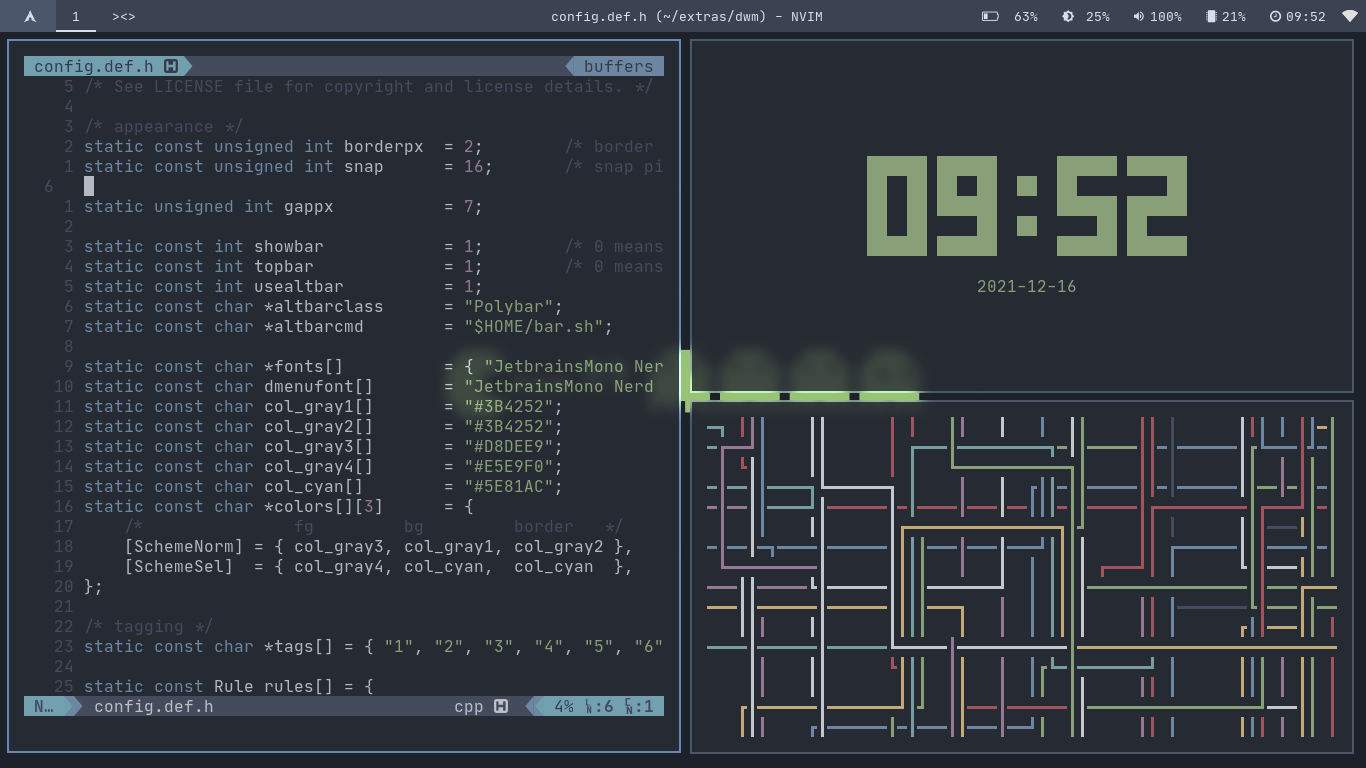 1 ><> config.def.h (~/extras/dwm) - NVIM 63% 25% 100% 21% 09:52
config.def.h buffers
5 /* See LICENSE file for copyright and license details. */
4
3 /* appearance */
2 static const unsigned int borderpx  = 2;        /* border
1 static const unsigned int snap      = 16;       /* snap pi
6
1 static unsigned int gappx           = 7;
2
3 static const int showbar            = 1;        /* 0 means
4 static const int topbar             = 1;        /* 0 means
5 static const int usealtbar          = 1;
6 static const char *altbarclass      = "Polybar";
7 static const char *altbarcmd        = "$HOME/bar.sh";
8
9 static const char *fonts[]          = { "JetbrainsMono Ner
10 static const char dmenufont[]       = "JetbrainsMono Nerd
11 static const char col_gray1[]       = "#3B4252";
12 static const char col_gray2[]       = "#3B4252";
13 static const char col_gray3[]       = "#D8DEE9";
14 static const char col_gray4[]       = "#E5E9F0";
15 static const char col_cyan[]        = "#5E81AC";
16 static const char *colors[][3]      = {
17     /*               fg         bg         border   */
18     [SchemeNorm] = { col_gray3, col_gray1, col_gray2 },
19     [SchemeSel]  = { col_gray4, col_cyan,  col_cyan  },
20 };
21
22 /* tagging */
23 static const char *tags[] = { "1", "2", "3", "4", "5", "6"
24
25 static const Rule rules[] = {
N… config.def.h cpp 4% LN:6 CN:1
09:52
2021-12-16